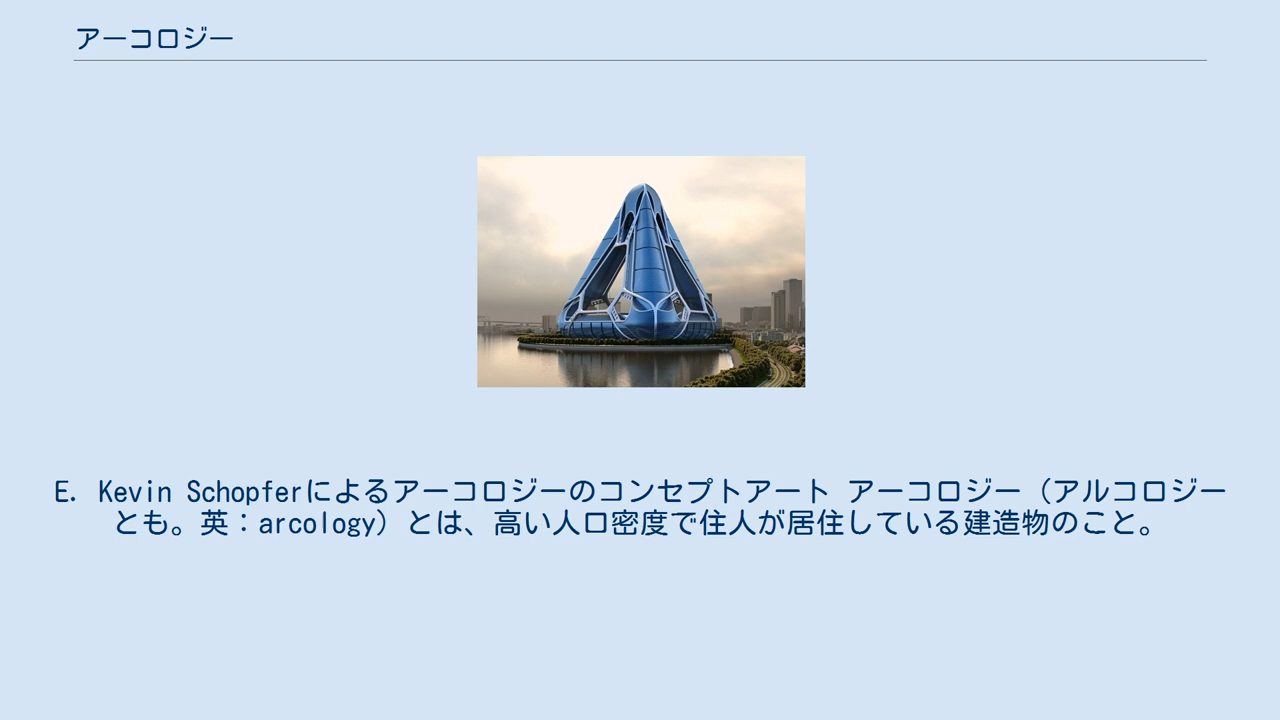 アーコロジー
E. Kevin Schopferによるアーコロジーのコンセプトアート アーコロジー（アルコロジー
とも。英：arcology）とは、高い人口密度で住人が居住している建造物のこと。